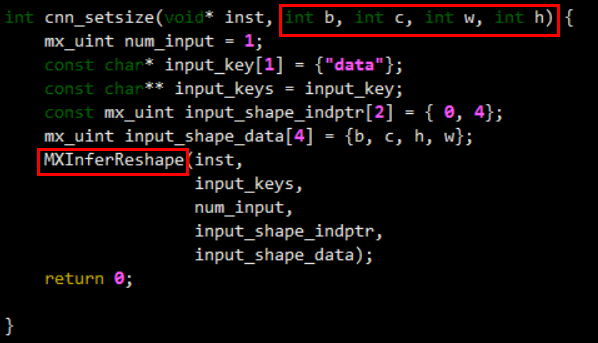 int cnn_setsize(void* inst, int b, int c, int w, int h) {
    mx_uint num_input = 1;
    const char* input_key[1] = {"data"};
    const char** input_keys = input_key;
    const mx_uint input_shape_indptr[2] = { 0, 4};
    mx_uint input_shape_data[4] = {b, c, h, w};
    MXInferReshape(inst,
                   input_keys,
                   num_input,
                   input_shape_indptr,
                   input_shape_data);
    return 0;
}